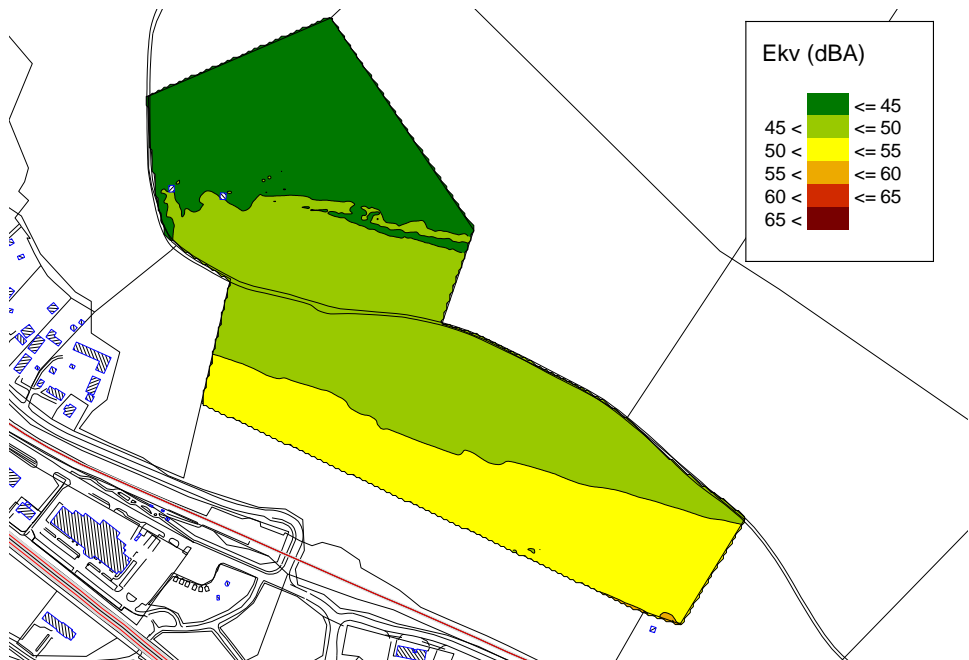 Ekv (dBA)
<= 45
45 < <= 50
50 < <= 55
55 < <= 60
60 < <= 65
65 <